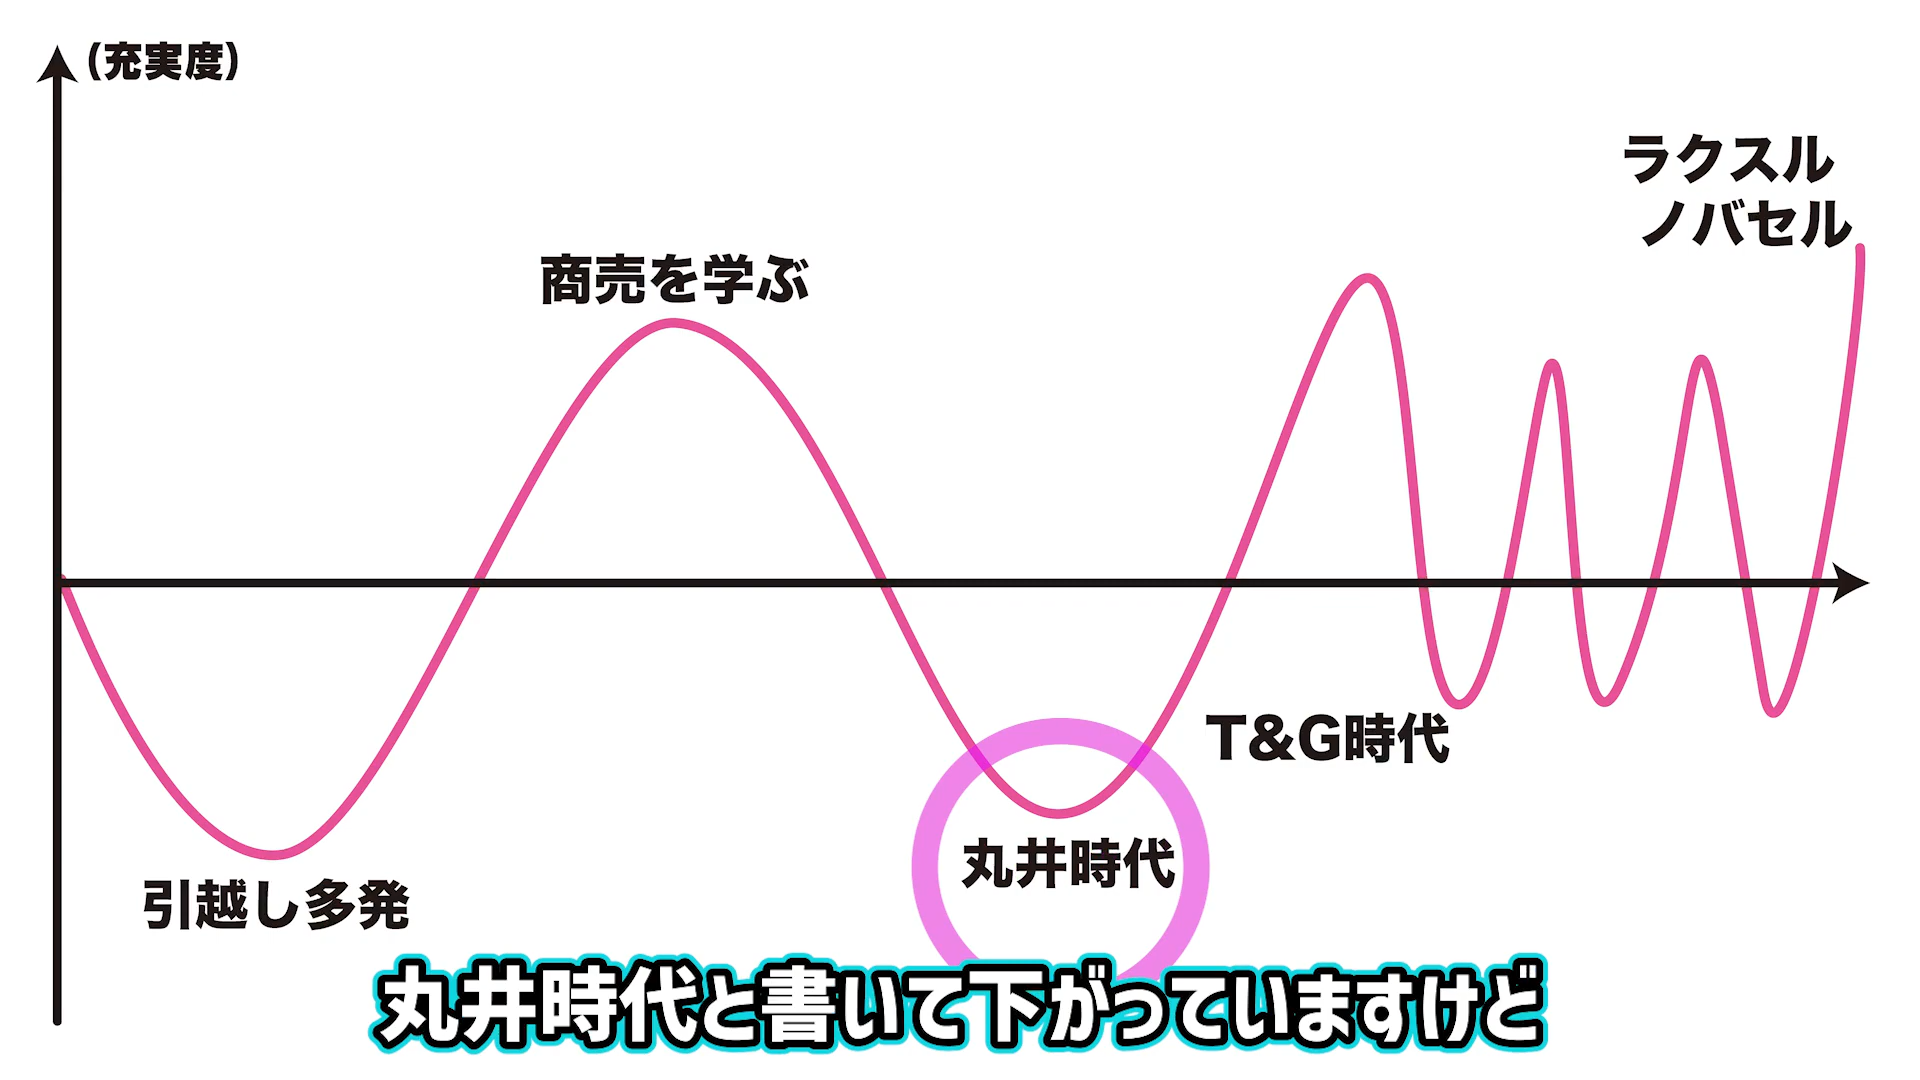 （充実度）
ラクスル
ノバセル
商売を学ぶ
T&G時代
丸井時代
引越し多発
丸井時代と書いて下がっていますけど